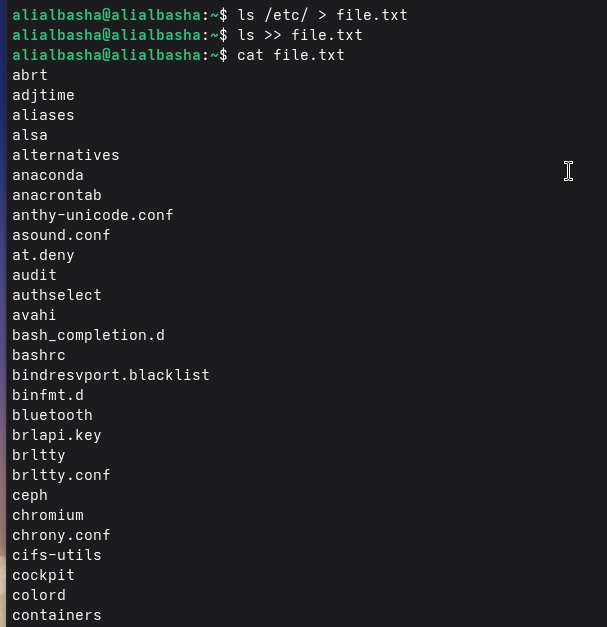 alialbasha@alialbasha:~$ ls /etc/ > file.txt
alialbasha@alialbasha:~$ ls >> file.txt
alialbasha@alialbasha:~$ cat file.txt
abrt
adjtime
aliases
alsa
alternatives
anaconda
anacrontab
anthy-unicode.conf
asound.conf
at.deny
audit
authselect
avahi
bash_completion.d
bashrc
bindresvport.blacklist
binfmt.d
bluetooth
brlapi.key
brltty
brltty.conf
ceph
chromium
chrony.conf
cifs-utils
cockpit
colord
containers